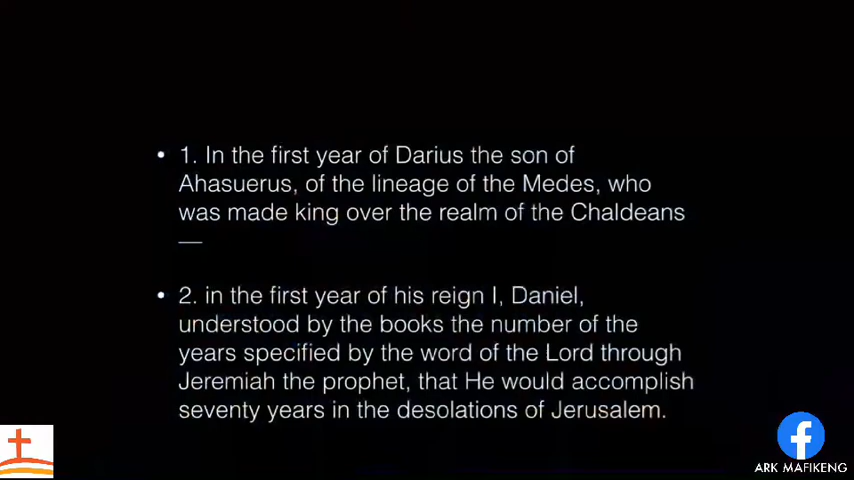 • 1. In the first year of Darius the son of
Ahasuerus, of the lineage of the Medes, who
was made king over the realm of the Chaldeans
—
• 2. in the first year of his reign I, Daniel,
understood by the books the number of the
years specified by the word of the Lord through
Jeremiah the prophet, that He would accomplish
seventy years in the desolations of Jerusalem.
ARK MAFIKENG